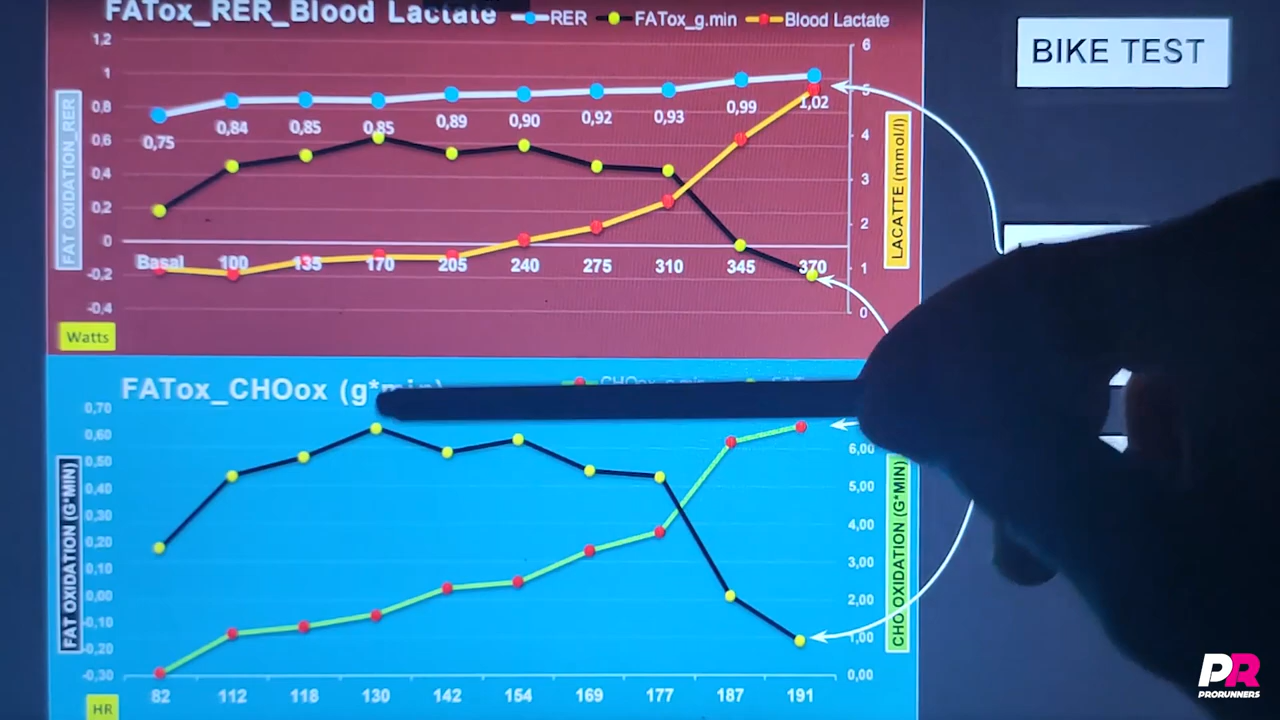 FATox_RER_Blood Lactate
RER FATox_g.min Blood Lactate
BIKE TEST
1,2
1
0,8
0,6
0,4
0,2
0
-0,2
-0,4
FAT OXIDATION_RER
0,75 0,84 0,85 0,85 0,89 0,90 0,92 0,93 0,99 1,02
6
5
4
3
2
1
0
LACATTE (mmol/l)
Basal 100 135 170 205 240 275 310 345 370
Watts
FATox_CHOox (g*min)
CHOox_g.min
0,70
0,60
0,50
0,40
0,30
0,20
0,10
0,00
-0,10
-0,20
-0,30
FAT OXIDATION (G*MIN)
6,00
5,00
4,00
3,00
2,00
1,00
0,00
CHO OXIDATION (G*MIN)
82 112 118 130 142 154 169 177 187 191
HR
PR
PRORUNNERS